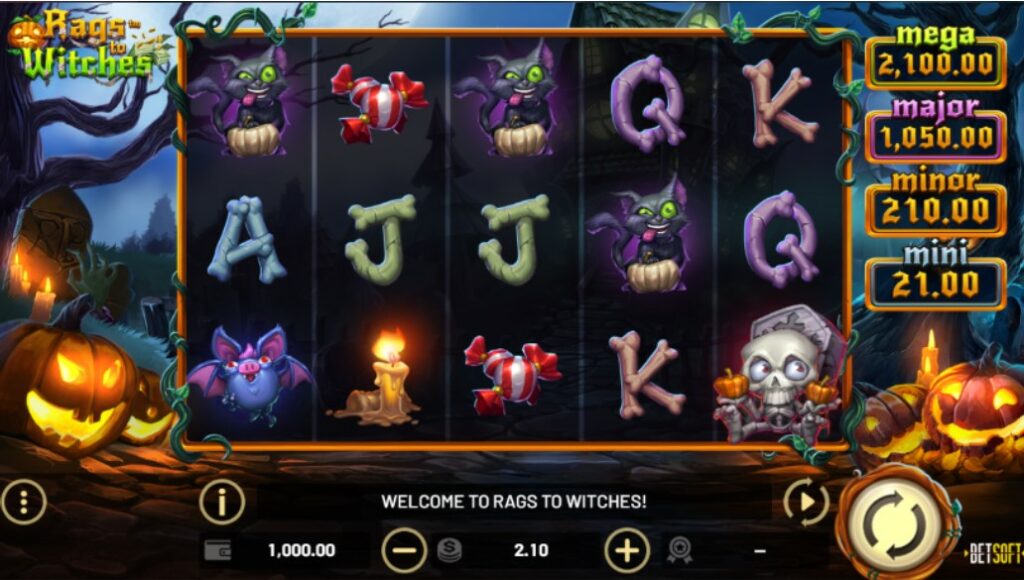 Rags™
to
Witches
mega
2,100.00
major
1,050.00
minor
210.00
mini
21.00
Q K
A J J Q
K
WELCOME TO RAGS TO WITCHES!
1,000.00 2.10 –
BETSOFT